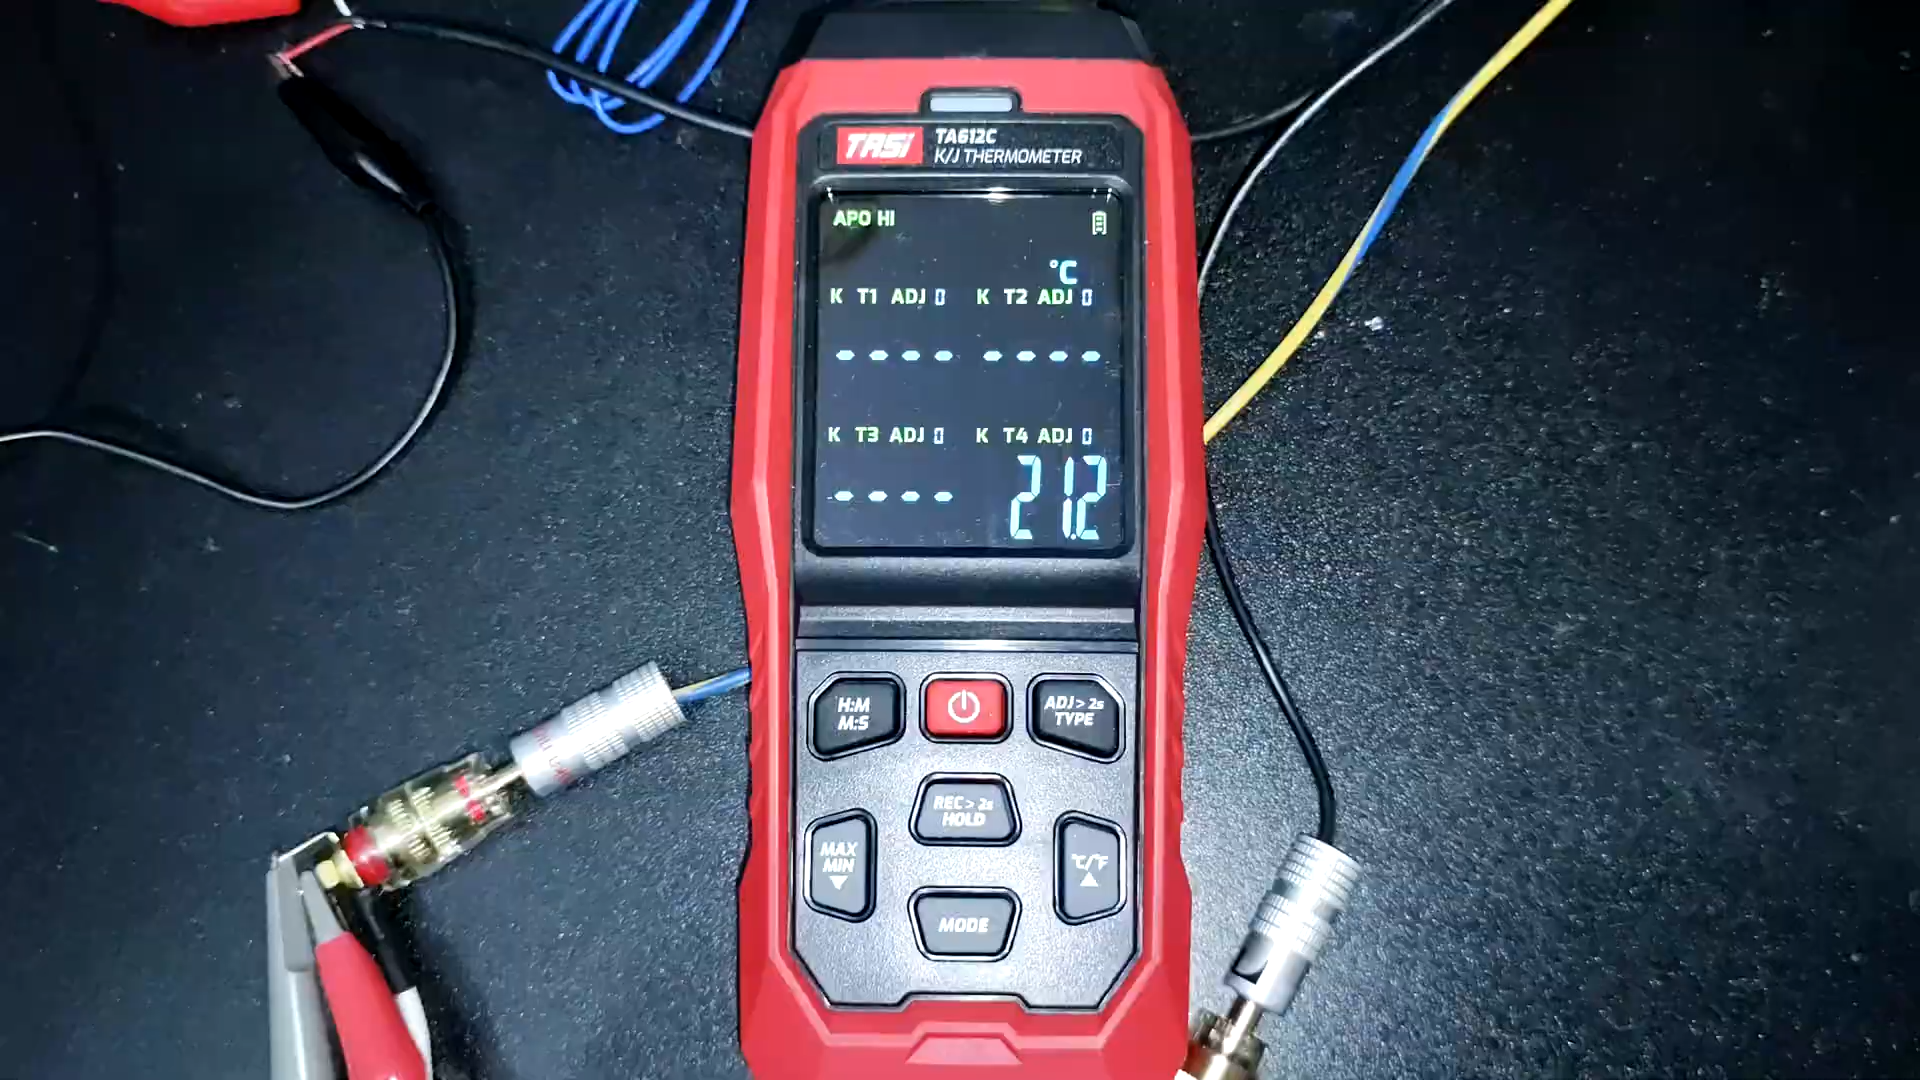 TASI
TA612C
K/J THERMOMETER
APO HI
°C
K T1 ADJ 0 K T2 ADJ 0
---- ----
K T3 ADJ 0 K T4 ADJ 0
---- 21.2
H:M
M:S
ADJ > 2s
TYPE
REC > 2s
HOLD
MAX
MIN
▼
°C/°F
▲
MODE